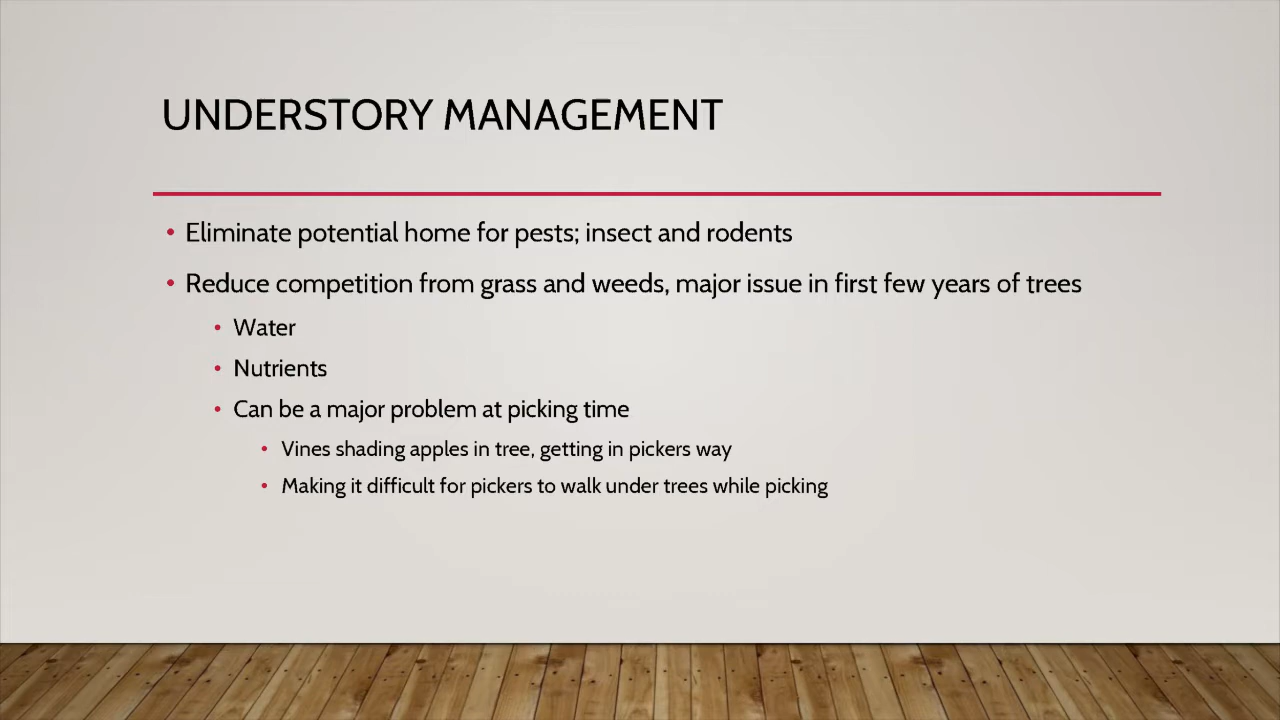 UNDERSTORY MANAGEMENT
• Eliminate potential home for pests; insect and rodents
• Reduce competition from grass and weeds, major issue in first few years of trees
• Water
• Nutrients
• Can be a major problem at picking time
• Vines shading apples in tree, getting in pickers way
• Making it difficult for pickers to walk under trees while picking